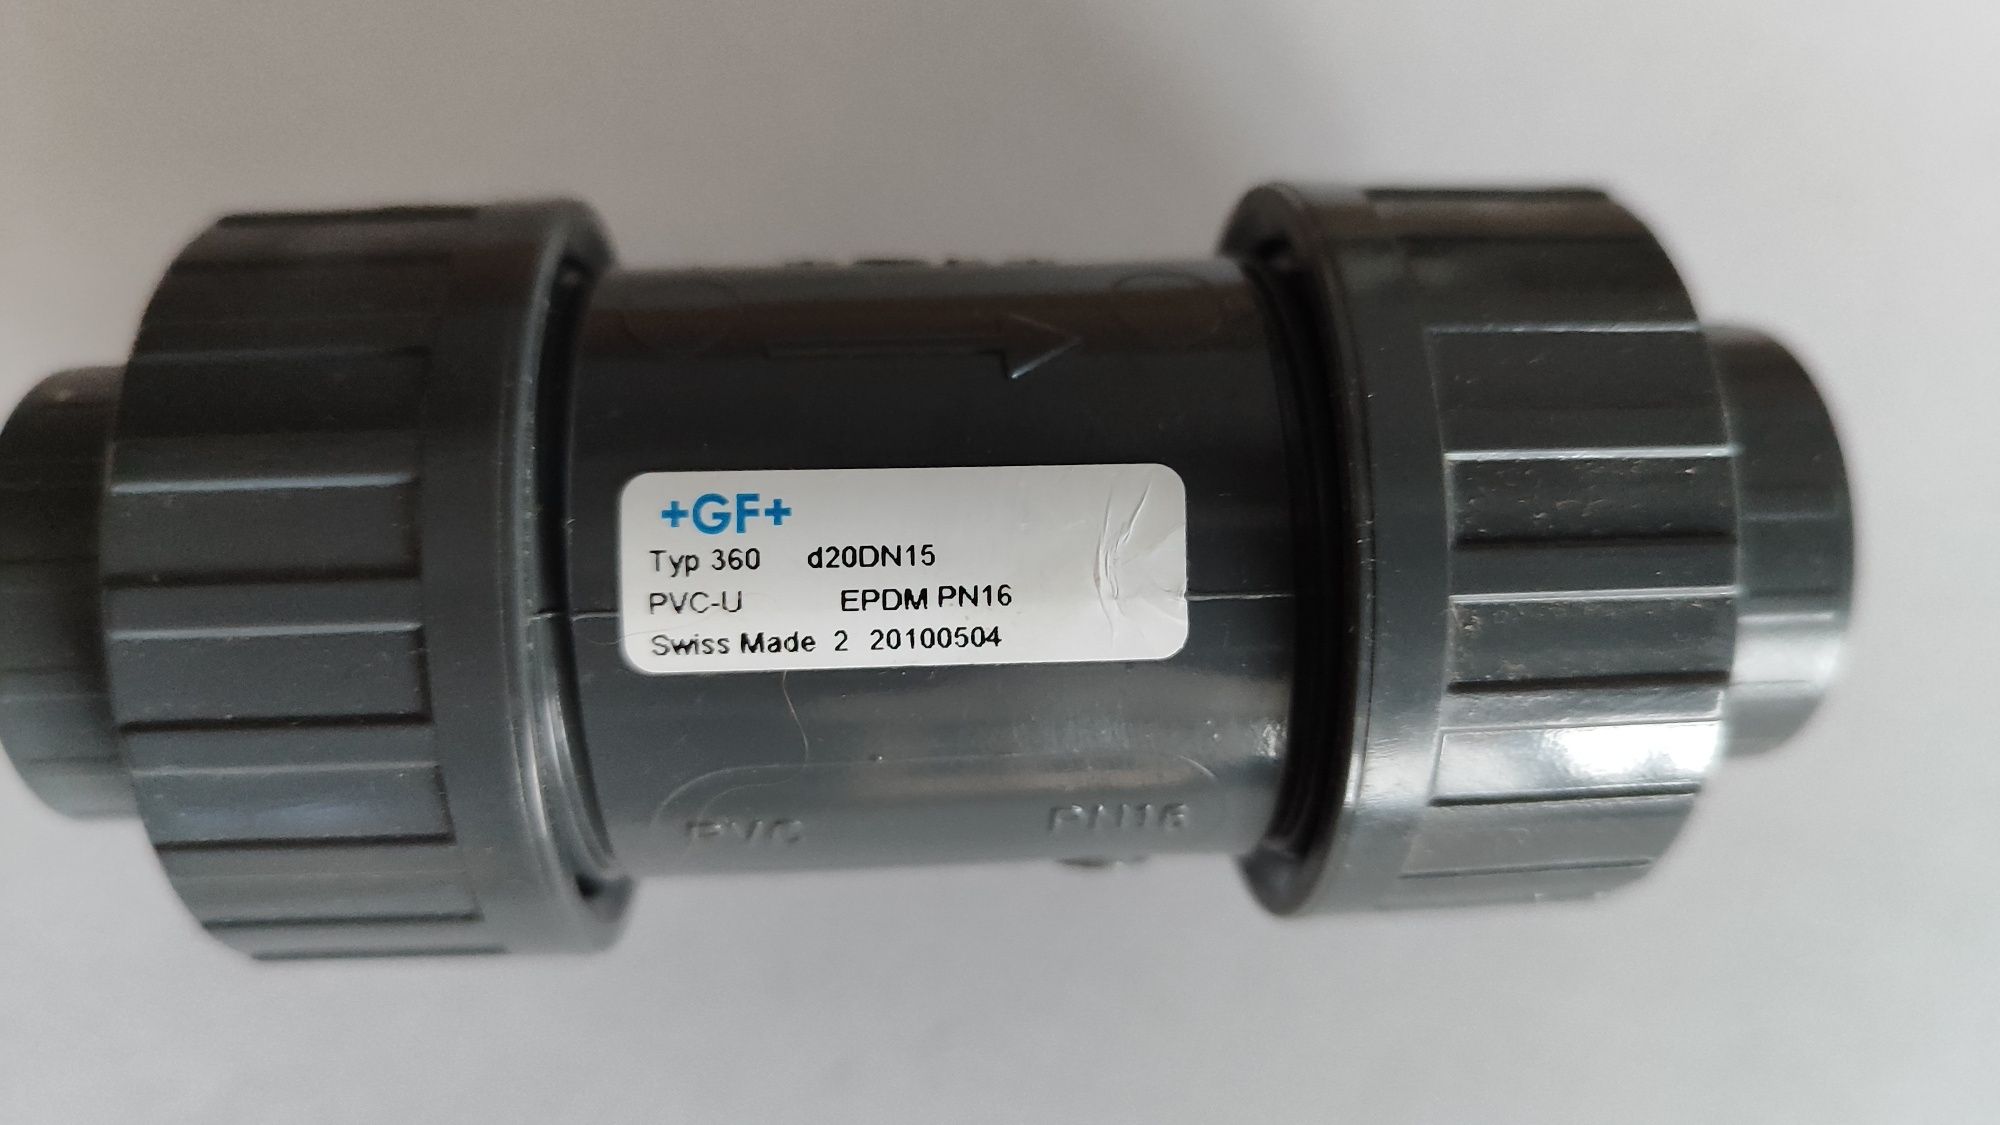 +GF+
Typ 360 d20DN15
PVC-U EPDM PN16
Swiss Made 2 20100504
PVC PN16